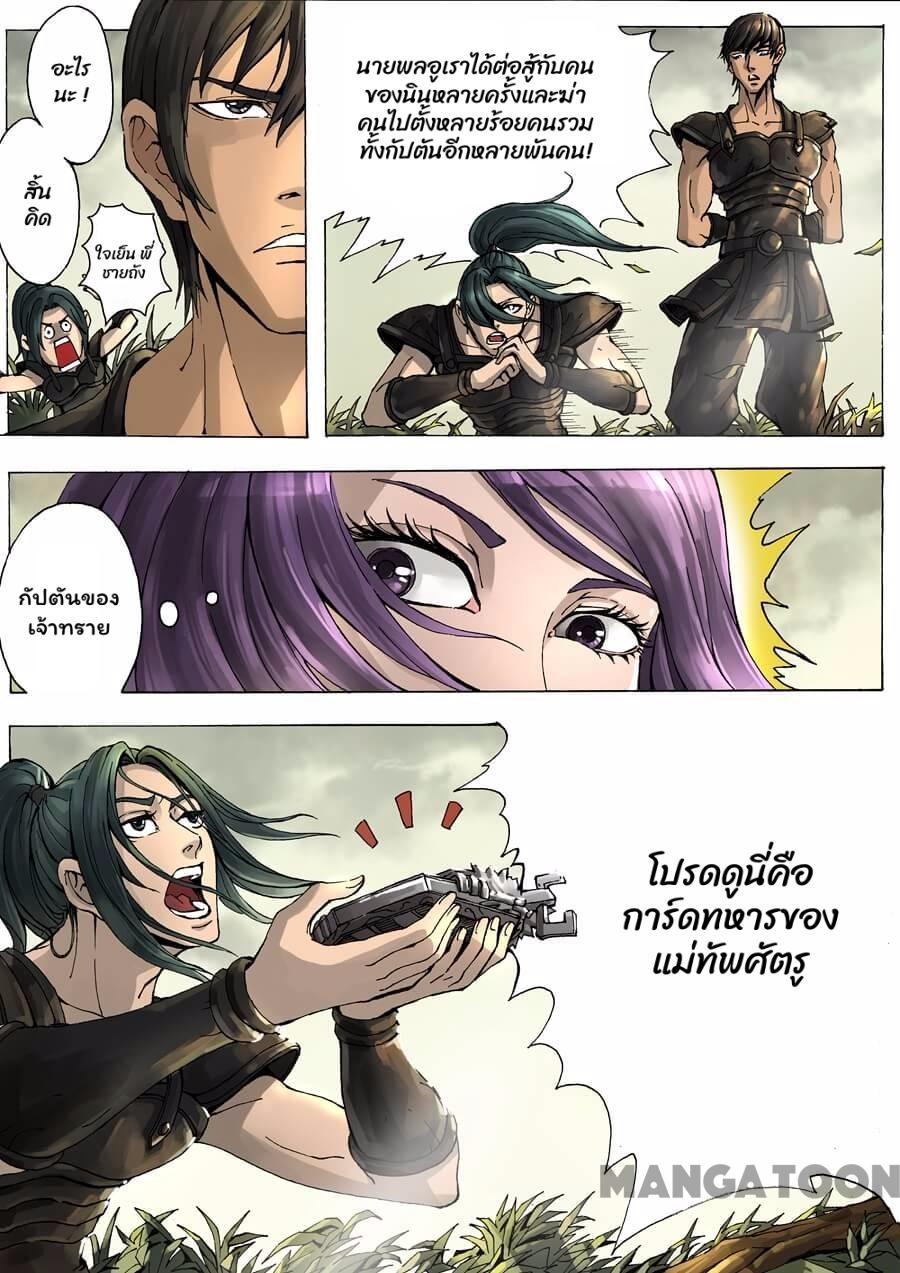 อะไร
นะ !
สิ้น
คิด
ใจเย็น พี่
ชายถัง
นายพลอูเราได้ต่อสู้กับคน
ของนินหลายครั้งและฆ่า
คนไปตั้งหลายร้อยคนรวม
ทั้งกัปตันอีกหลายพันคน!
กัปตันของ
เจ้าทราย
โปรดดูนี่คือ
การ์ดทหารของ
แม่ทัพศัตรู
MANGATOON